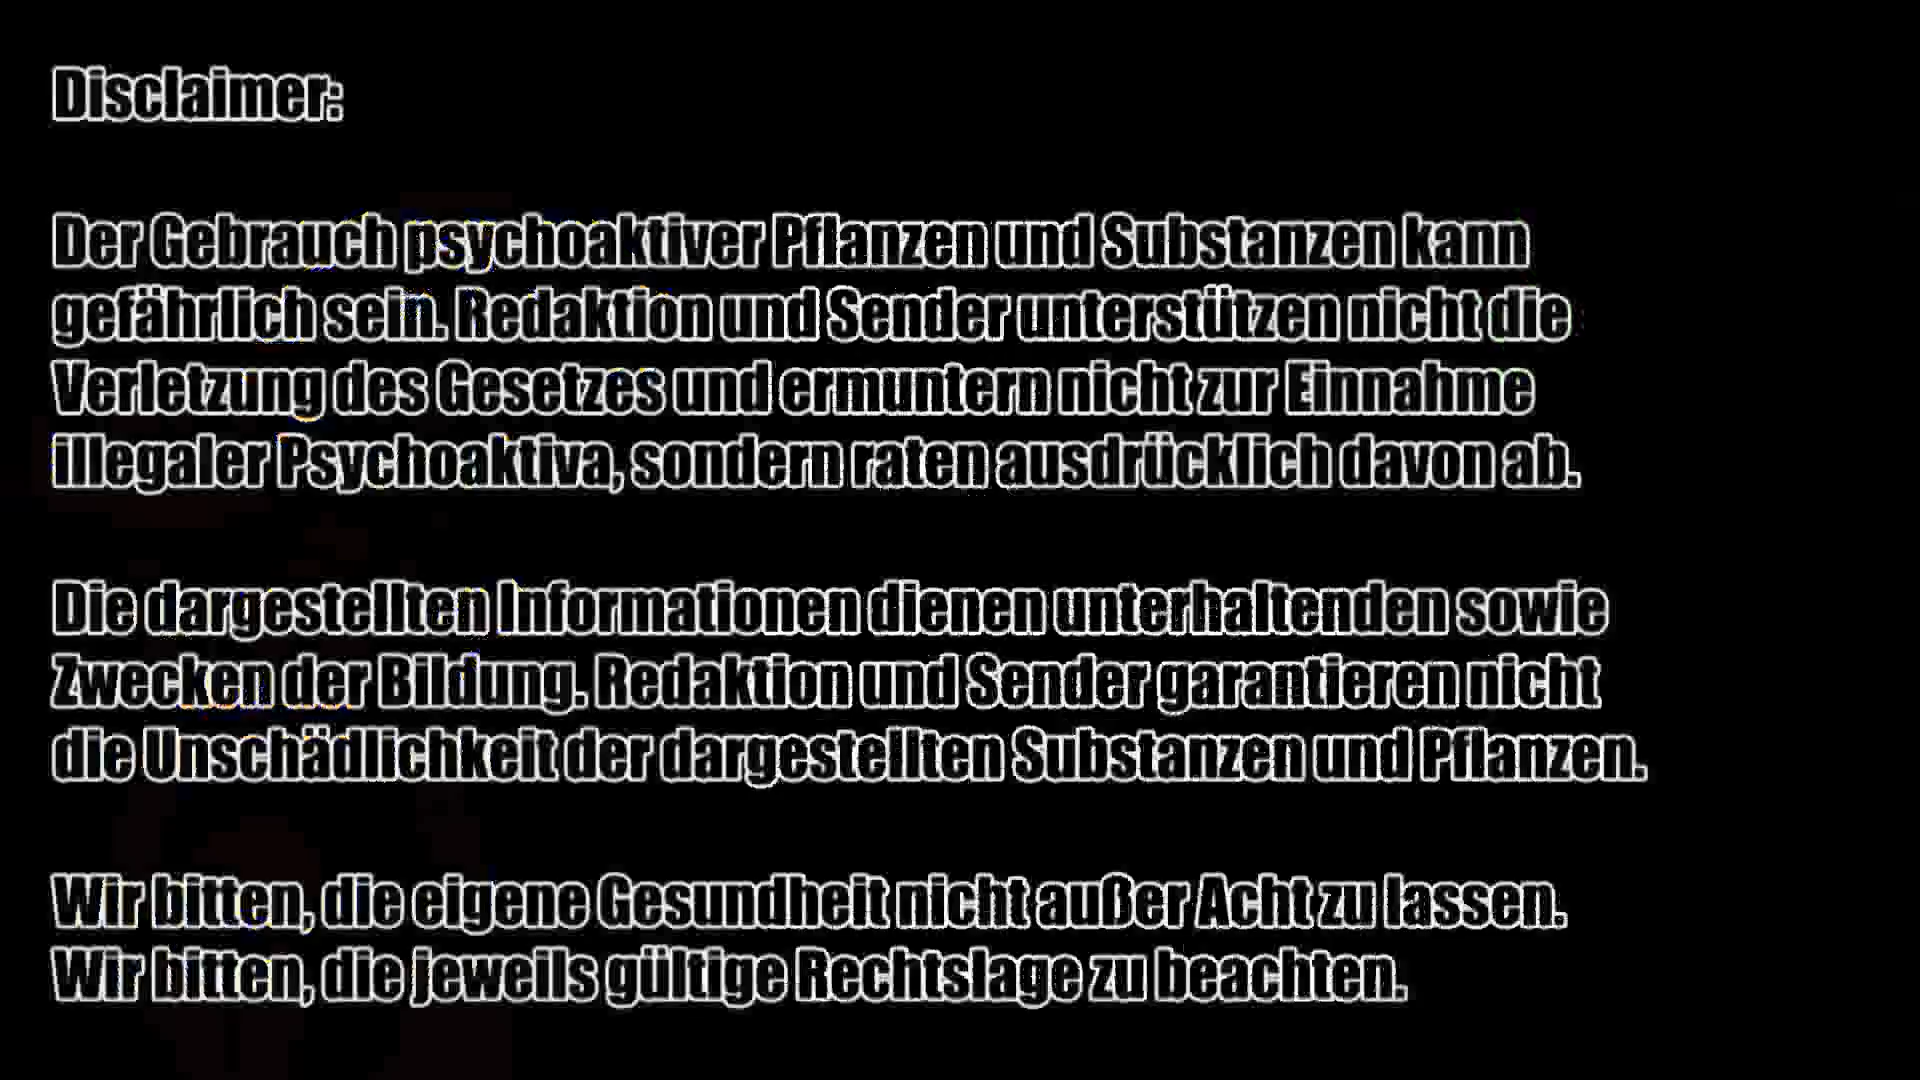 Disclaimer:
Der Gebrauch psychoaktiver Pflanzen und Substanzen kann
gefährlich sein. Redaktion und Sender unterstützen nicht die
Verletzung des Gesetzes und ermuntern nicht zur Einnahme
illegaler Psychoaktiva, sondern raten ausdrücklich davon ab.
Die dargestellten Informationen dienen unterhaltenden sowie
Zwecken der Bildung. Redaktion und Sender garantieren nicht
die Unschädlichkeit der dargestellten Substanzen und Pflanzen.
Wir bitten, die eigene Gesundheit nicht außer Acht zu lassen.
Wir bitten, die jeweils gültige Rechtslage zu beachten.